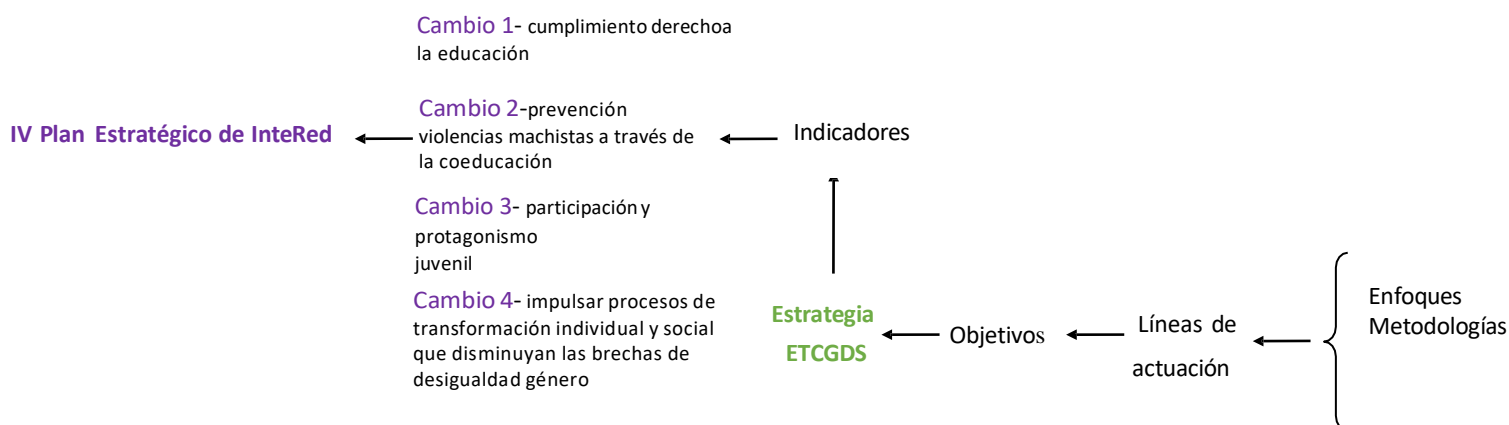 Cambio 1- cumplimiento derechoa
la educación
IV Plan Estratégico de InteRed
Cambio 2-prevención
violencias machistas a través de
la coeducación
Indicadores
Cambio 3- participación y
protagonismo
juvenil
Cambio 4- impulsar procesos de
transformación individual y social
que disminuyan las brechas de
desigualdad género
Estrategia
ETCGDS
Objetivos
Líneas de
actuación
Enfoques
Metodologías